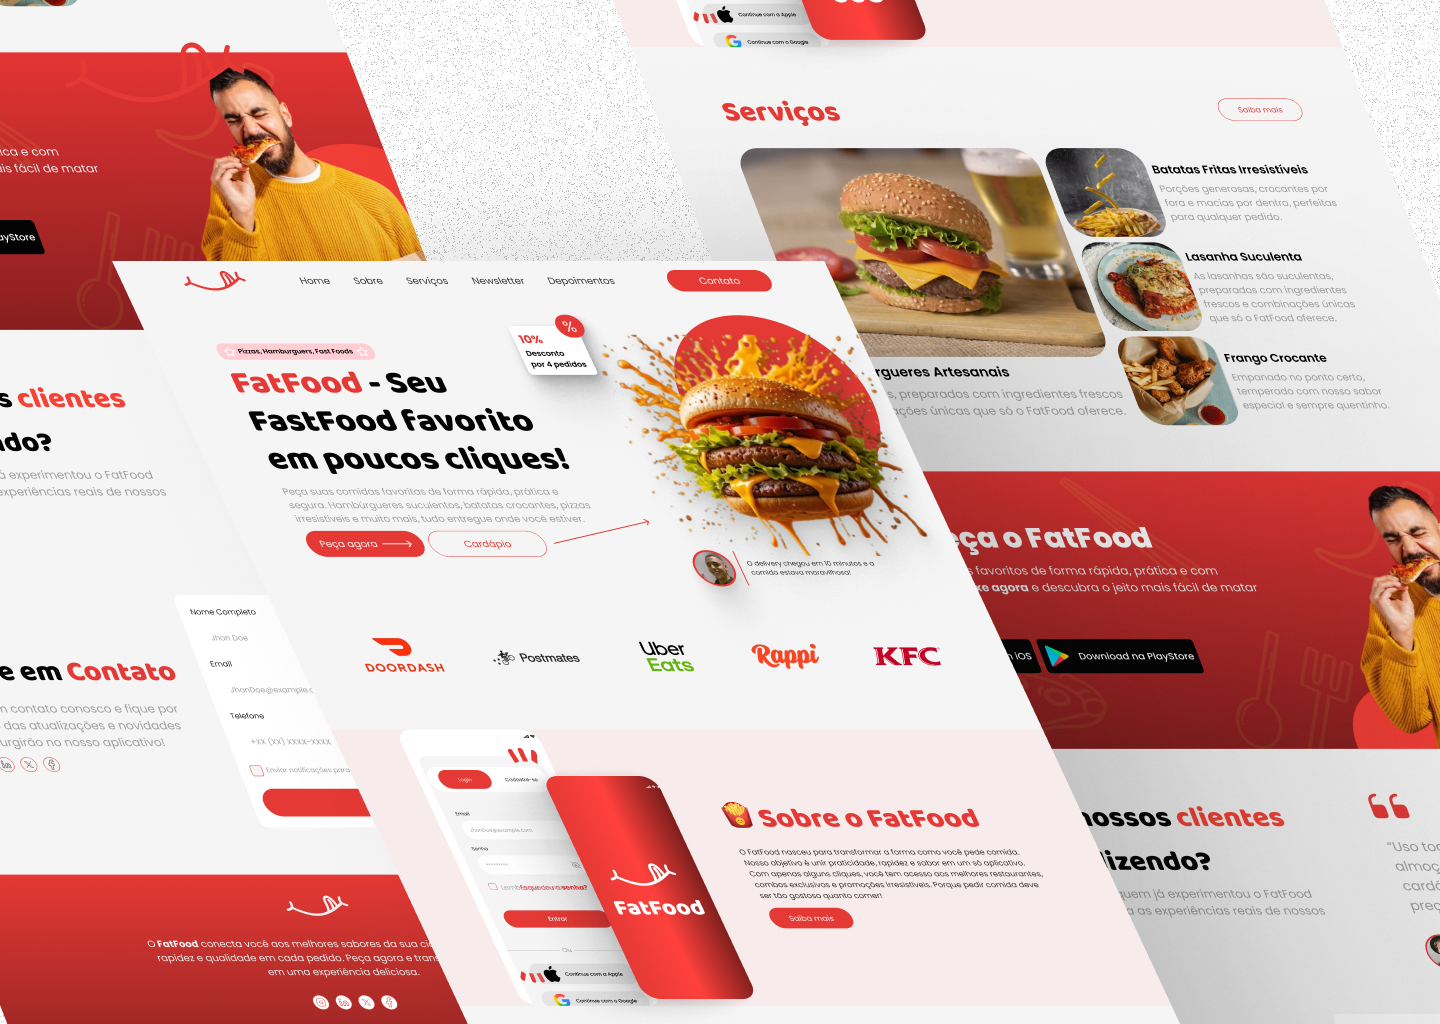 Continue com a Apple
Continue com o Google
ica e com
is fácil de matar
ayStore
s clientes
do?
á experimentou o FatFood
experiências reais de nossos
e em Contato
m contato conosco e fique por
das atualizações e novidades
urgirão no nosso aplicativo!
Nome Completo
Jhon Doe
Email
JhonDoe@example.c
Telefone
+xx (xx) xxxx-xxxx
Enviar notificações para
O FatFood conecta você aos melhores sabores da sua cid
rapidez e qualidade em cada pedido. Peça agora e trans
em uma experiência deliciosa.
Home
Sobre
Serviços
Newsletter
Depoimentos
Contato
Pizzas, Hambúrguers, Fast Foods
FatFood - Seu
FastFood favorito
em poucos cliques!
10%
%
Desconto
por 4 pedidos
Peça suas comidas favoritas de forma rápida, prática e
segura. Hambúrgueres suculentos, batatas crocantes, pizzas
irresistíveis e muito mais, tudo entregue onde você estiver.
Peça agora
Cardápio
O delivery chegou em 10 minutos e a
comida estava maravilhosa!
DOORDASH
Postmates
Uber
Eats
Rappi
KFC
Login
Cadastre-se
Email
JhonDoe@example.com
Senha
Entrar
Ou
Continue com a Apple
Continue com o Google
FatFood
Sobre o FatFood
O FatFood nasceu para transformar a forma como você pede comida.
Nosso objetivo é unir praticidade, rapidez e sabor em um só aplicativo.
Com apenas alguns cliques, você tem acesso aos melhores restaurantes,
combos exclusivos e promoções irresistíveis. Porque pedir comida deve
ser tão gostoso quanto comer!
Saiba mais
Serviços
Saiba mais
rgueres Artesanais
s, preparados com ingredientes frescos
ações únicas que só o FatFood oferece.
Batatas Fritas Irresistíveis
Porções generosas, crocantes por
fora e macias por dentro, perfeitas
para qualquer pedido.
Lasanha Suculenta
As lasanhas são suculentas,
preparados com ingredientes
frescos e combinações únicas
que só o FatFood oferece.
Frango Crocante
Empanado no ponto certo,
temperado com nosso sabor
especial e sempre quentinho.
eça o FatFood
s favoritos de forma rápida, prática e com
xe agora e descubra o jeito mais fácil de matar
iOS
Download na PlayStore
nossos clientes
lizendo?
uem já experimentou o FatFood
a as experiências reais de nossos
“Uso tod
almoç
cardá
preç